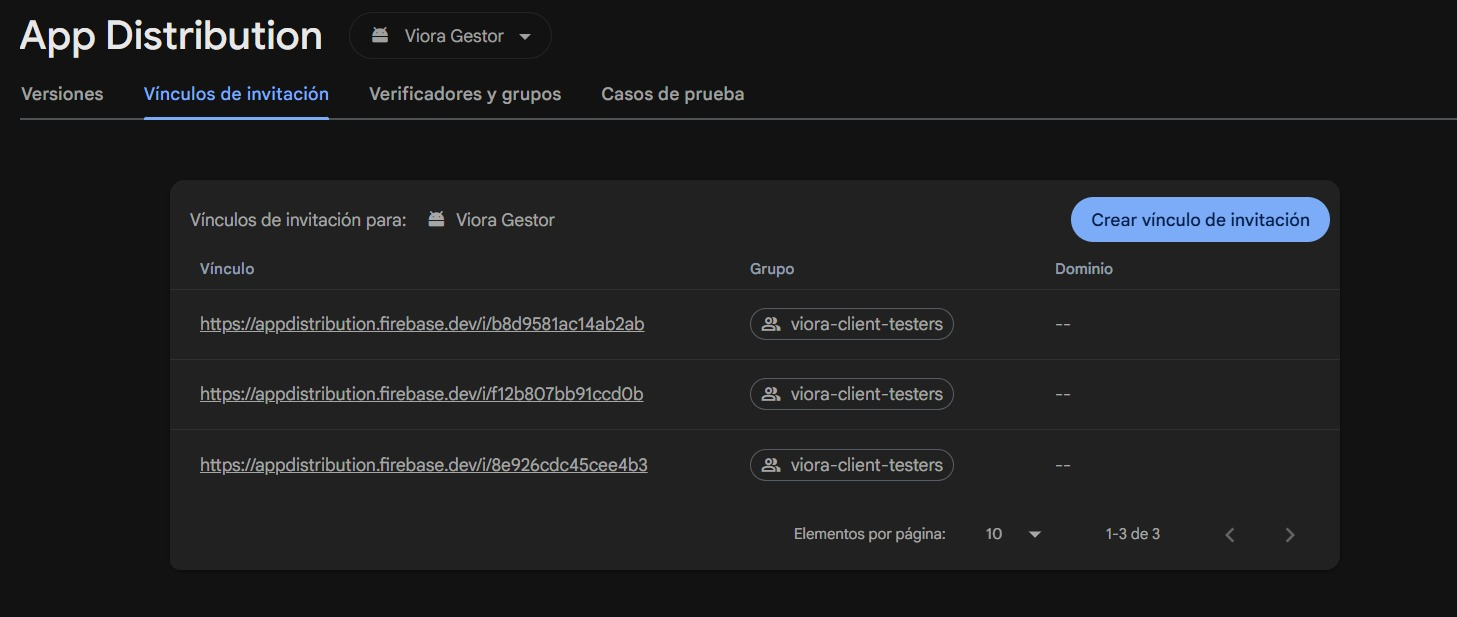 App Distribution Viora Gestor
Versiones Vínculos de invitación Verificadores y grupos Casos de prueba
Vínculos de invitación para: Viora Gestor Crear vínculo de invitación
Vínculo Grupo Dominio
https://appdistribution.firebase.dev/i/b8d9581ac14ab2ab viora-client-testers --
https://appdistribution.firebase.dev/i/f12b807bb91ccd0b viora-client-testers --
https://appdistribution.firebase.dev/i/8e926cdc45cee4b3 viora-client-testers --
Elementos por página: 10 1-3 de 3